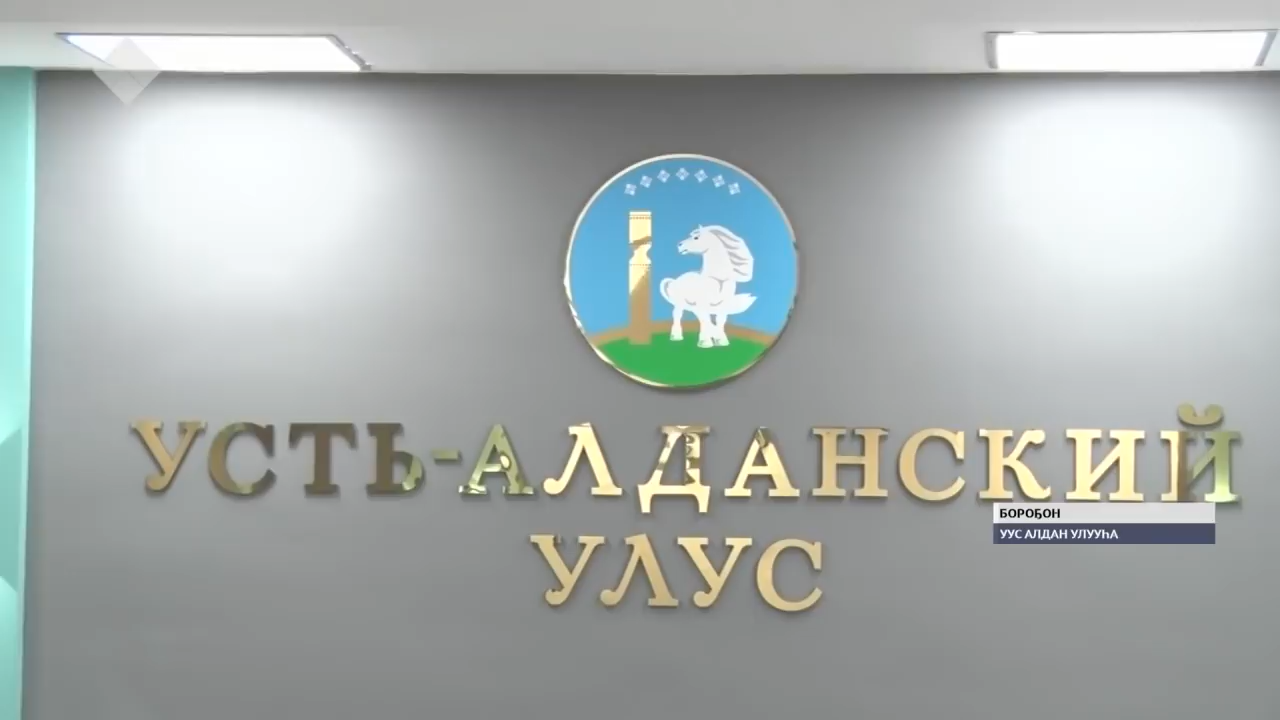 УСТЬ-АЛДАНСКИЙ
УЛУС
БОРОҔОН
УУС АЛДАН УЛУУҺА